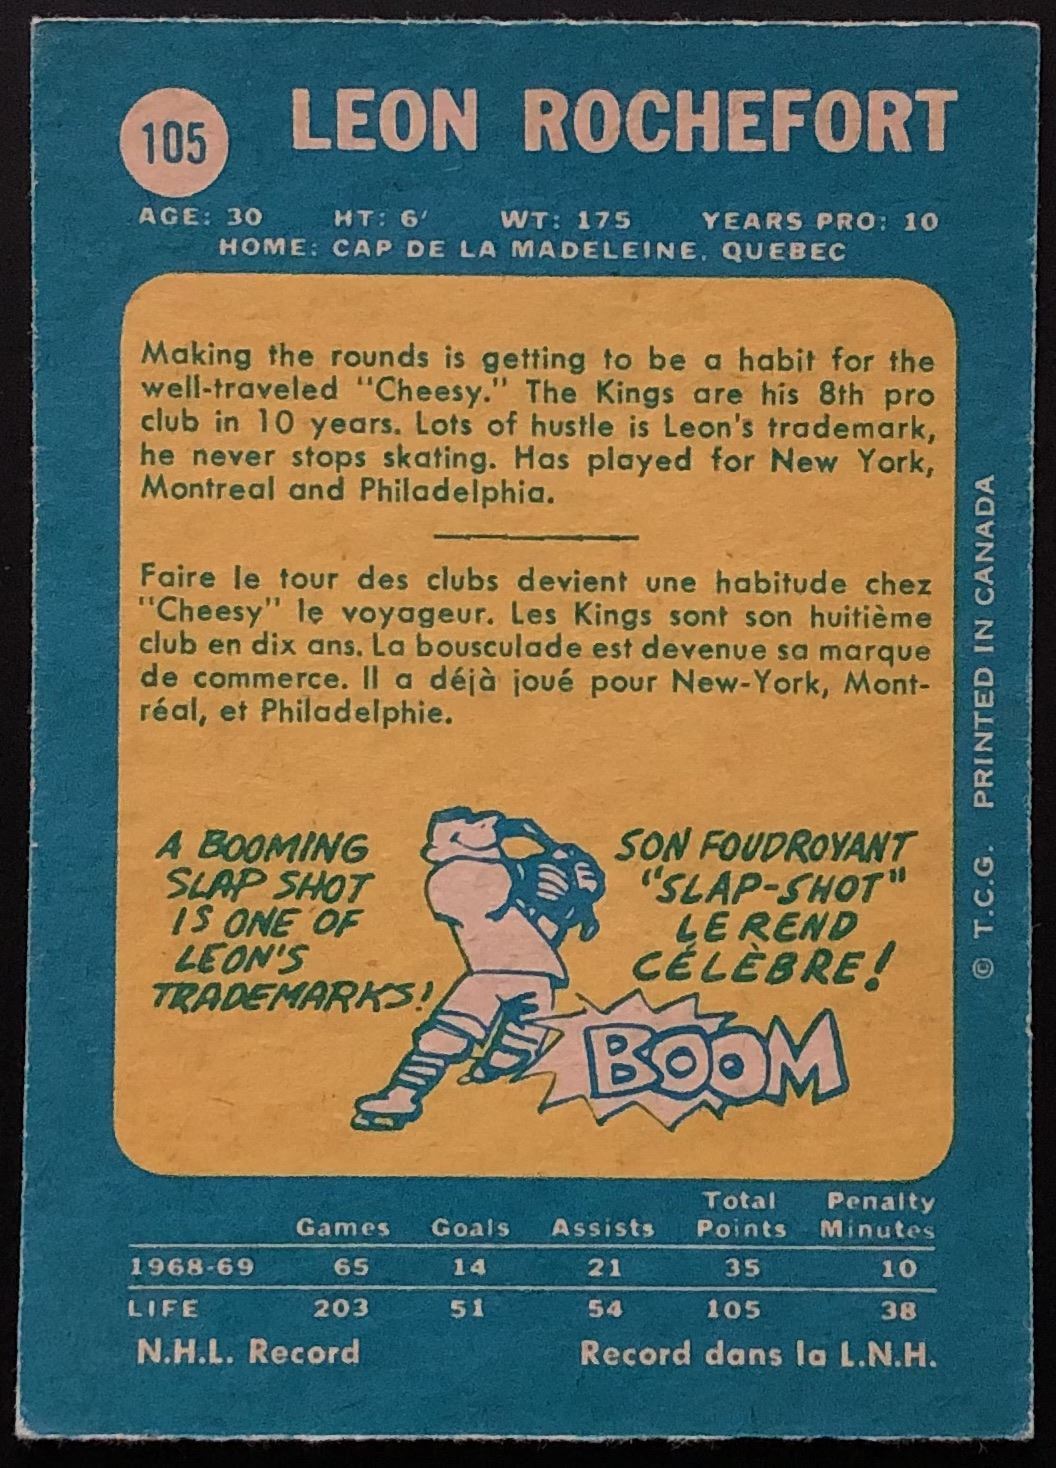 105
LEON ROCHEFORT
AGE: 30 HT: 6' WT: 175 YEARS PRO: 10
HOME: CAP DE LA MADELEINE, QUEBEC
Making the rounds is getting to be a habit for the
well-traveled "Cheesy." The Kings are his 8th pro
club in 10 years. Lots of hustle is Leon's trademark,
he never stops skating. Has played for New York,
Montreal and Philadelphia.
Faire le tour des clubs devient une habitude chez
"Cheesy" le voyageur. Les Kings sont son huitième
club en dix ans. La bousculade est devenue sa marque
de commerce. Il a déjà joué pour New-York, Mont-
réal, et Philadelphie.
A BOOMING
SLAP SHOT
IS ONE OF
LEON'S
TRADEMARKS!
SON FOUDROYANT
"SLAP-SHOT"
LE REND
CÉLÈBRE!
BOOM
© T.C.G. PRINTED IN CANADA
Total Penalty
Games Goals Assists Points Minutes
1968-69 65 14 21 35 10
LIFE 203 51 54 105 38
N.H.L. Record Record dans la L.N.H.